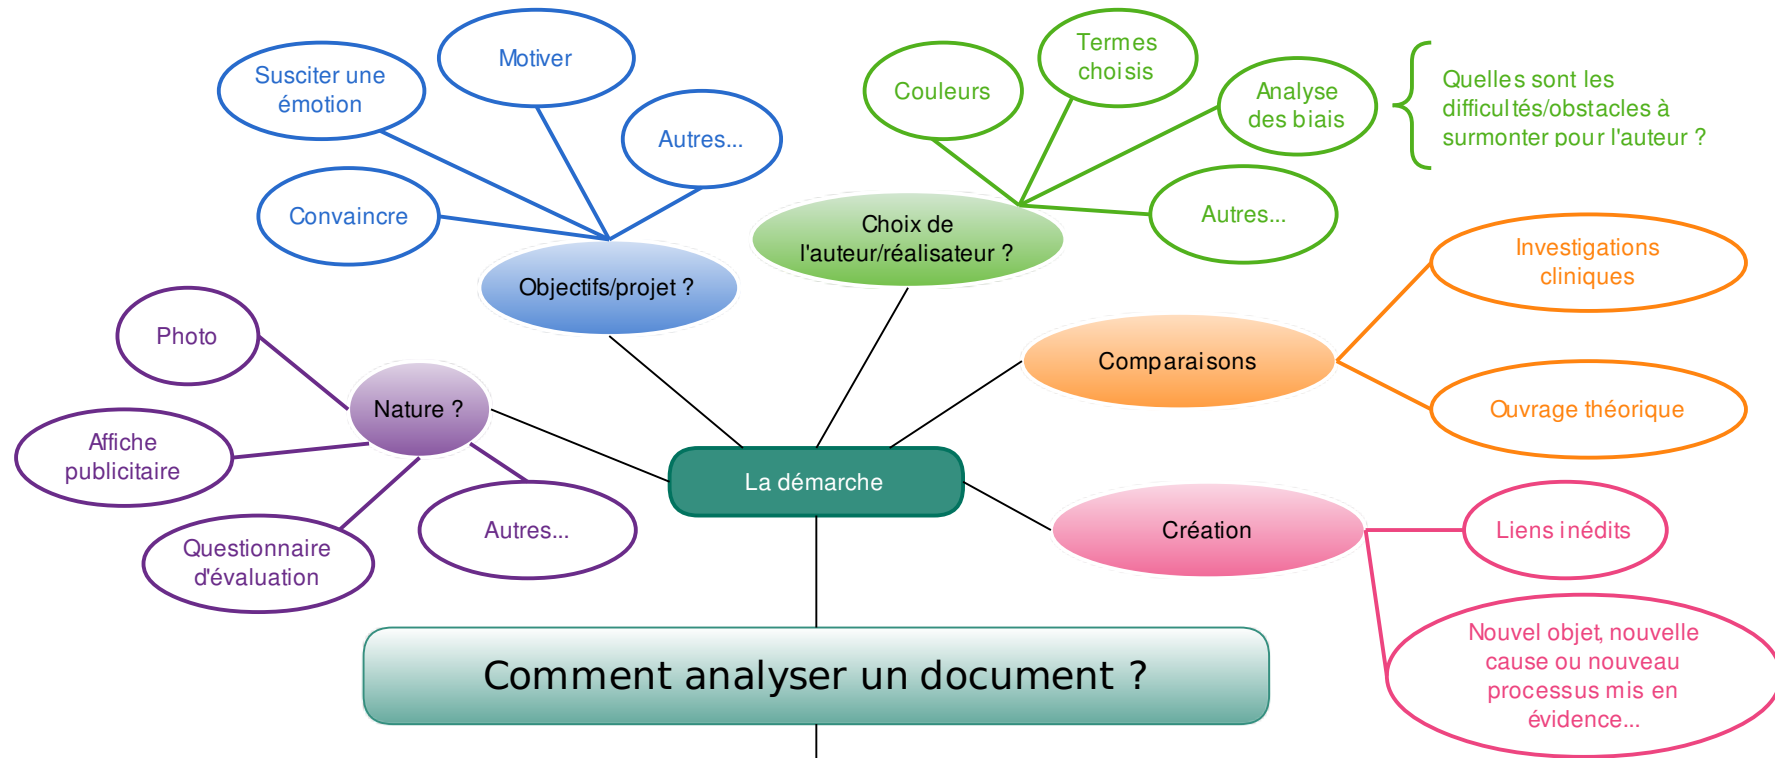 Motiver
Susciter une
émotion
Autres...
Convaincre
Objectifs/projet ?
Couleurs
Termes
choisis
Analyse
des biais
Quelles sont les
difficultés/obstacles à
surmonter pour l'auteur ?
Autres...
Choix de
l'auteur/réalisateur ?
Investigations
cliniques
Comparaisons
Ouvrage théorique
Photo
Nature ?
Affiche
publicitaire
Questionnaire
d'évaluation
Autres...
La démarche
Création
Liens inédits
Nouvel objet, nouvelle
cause ou nouveau
processus mis en
évidence...
Comment analyser un document ?